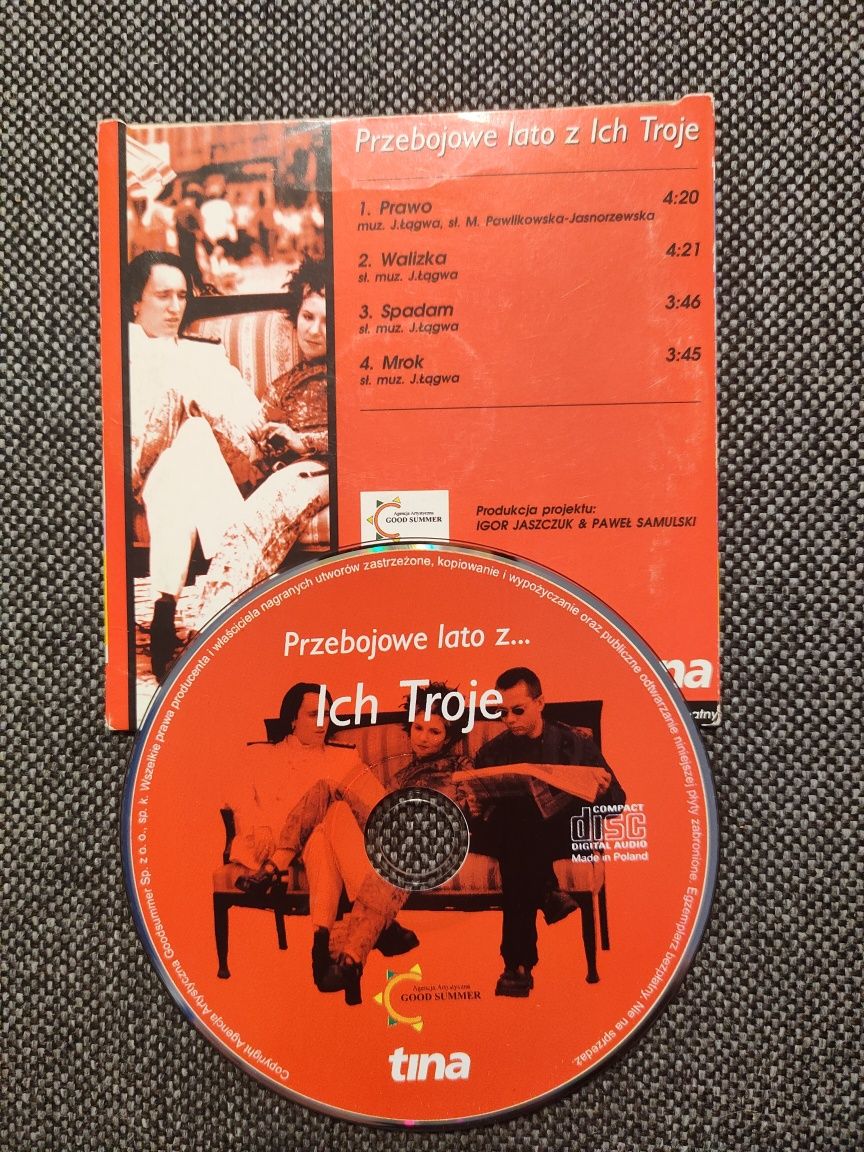 Przebojowe lato z Ich Troje
1. Prawo 4:20
muz. J.Łągwa, sł. M. Pawlikowska-Jasnorzewska
2. Walizka 4:21
sł. muz. J.Łągwa
3. Spadam 3:46
sł. muz. J.Łągwa
4. Mrok 3:45
sł. muz. J.Łągwa
Agencja Artystyczna
GOOD SUMMER
Produkcja projektu:
IGOR JASZCZUK & PAWEŁ SAMULSKI
na
atny
Copyright Agencja Artystyczna Goodsummer Sp. z o. o., sp. k. Wszelkie prawa producenta i właściciela nagranych utworów zastrzeżone, kopiowanie i wypożyczanie oraz publiczne odtwarzanie niniejszej płyty zabronione. Egzemplarz bezpłatny. Nie na sprzedaż.
Przebojowe lato z...
Ich Troje
COMPACT
disc
DIGITAL AUDIO
Made in Poland
Agencja Artystyczna
GOOD SUMMER
tina